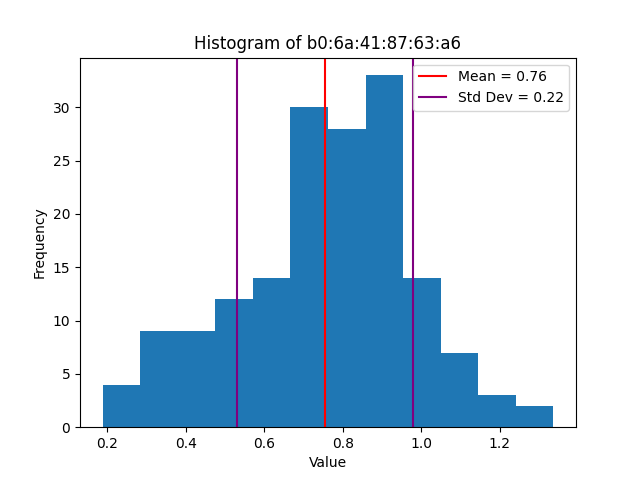 Histogram of b0:6a:41:87:63:a6
Mean = 0.76
Std Dev = 0.22
Frequency
30
25
20
15
10
5
0
0.2 0.4 0.6 0.8 1.0 1.2
Value